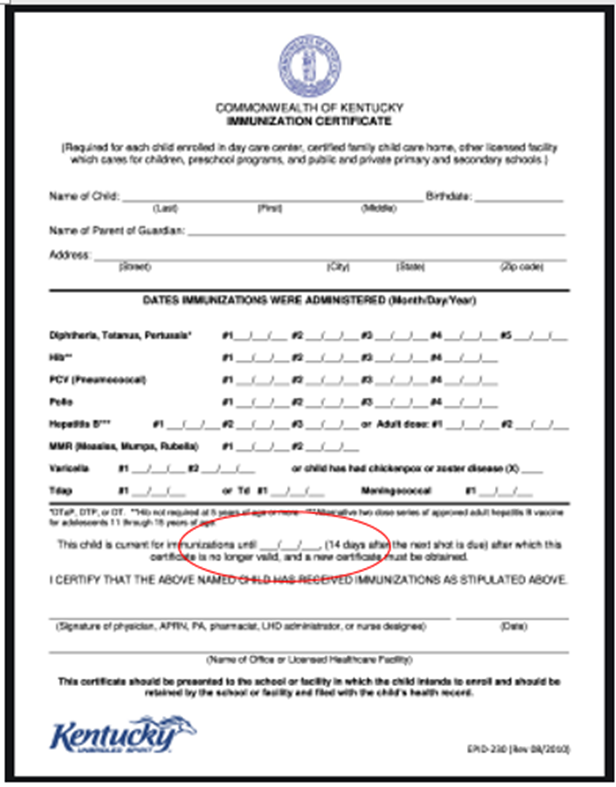 COMMONWEALTH OF KENTUCKY
IMMUNIZATION CERTIFICATE
(Required for each child enrolled in day care center, certified family child care home, other licensed facility
which cares for children, preschool programs, and public and private primary and secondary schools.)
Name of Child: ____ Birthdate: ____
(Last) (First) (Middle)
Name of Parent of Guardian: ____
Address: ____
(Street) (City) (State) (Zip code)
DATES IMMUNIZATIONS WERE ADMINISTERED (Month/Day/Year)
Diphtheria, Tetanus, Pertussis* #1 __/__/__ #2 __/__/__ #3 __/__/__ #4 __/__/__ #5 __/__/__
Hib** #1 __/__/__ #2 __/__/__ #3 __/__/__ #4 __/__/__
PCV (Pneumococcal) #1 __/__/__ #2 __/__/__ #3 __/__/__ #4 __/__/__
Polio #1 __/__/__ #2 __/__/__ #3 __/__/__ #4 __/__/__
Hepatitis B*** #1 __/__/__ #2 __/__/__ #3 __/__/__ or Adult dose: #1 __/__/__ #2 __/__/__
MMR (Measles, Mumps, Rubella) #1 __/__/__ #2 __/__/__
Varicella #1 __/__/__ #2 __/__/__ or child has had chickenpox or zoster disease (X) ____
Tdap #1 __/__/__ or Td #1 __/__/__ Meningococcal #1 __/__/__
*DTaP, DTP, or DT. **Hib not required at 5 years of age or more. ***Alternative two dose series of approved adult hepatitis B vaccine
for adolescents 11 through 15 years of age.
This child is current for immunizations until __/__/__, (14 days after the next shot is due) after which this
certificate is no longer valid, and a new certificate must be obtained.
I CERTIFY THAT THE ABOVE NAMED CHILD HAS RECEIVED IMMUNIZATIONS AS STIPULATED ABOVE.
(Signature of physician, APRN, PA, pharmacist, LHD administrator, or nurse designee) (Date)
(Name of Office or Licensed Healthcare Facility)
This certificate should be presented to the school or facility in which the child intends to enroll and should be
retained by the school or facility and filed with the child's health record.
Kentucky
UNBRIDLED SPIRIT
EPID-230 (Rev 08/2010)